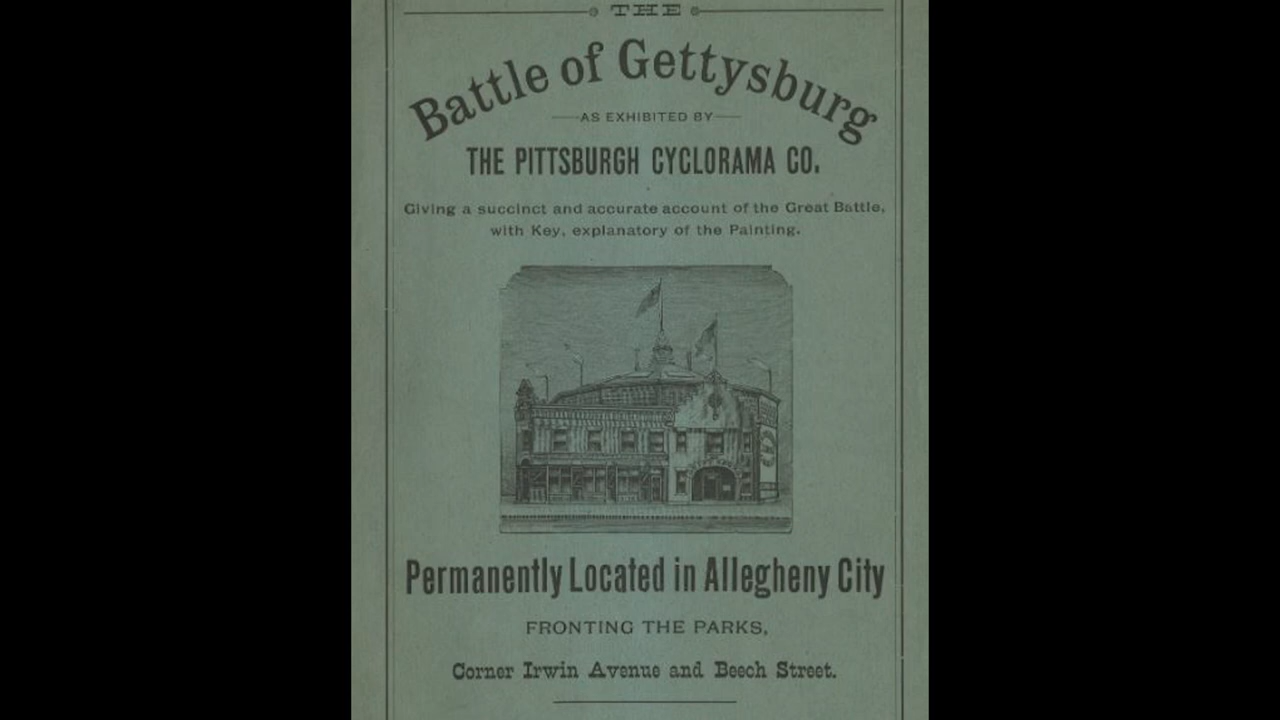 THE
Battle of Gettysburg
AS EXHIBITED BY
THE PITTSBURGH CYCLORAMA CO.
Giving a succinct and accurate account of the Great Battle,
with Key, explanatory of the Painting.
Permanently Located in Allegheny City
FRONTING THE PARKS,
Corner Irwin Avenue and Beech Street.